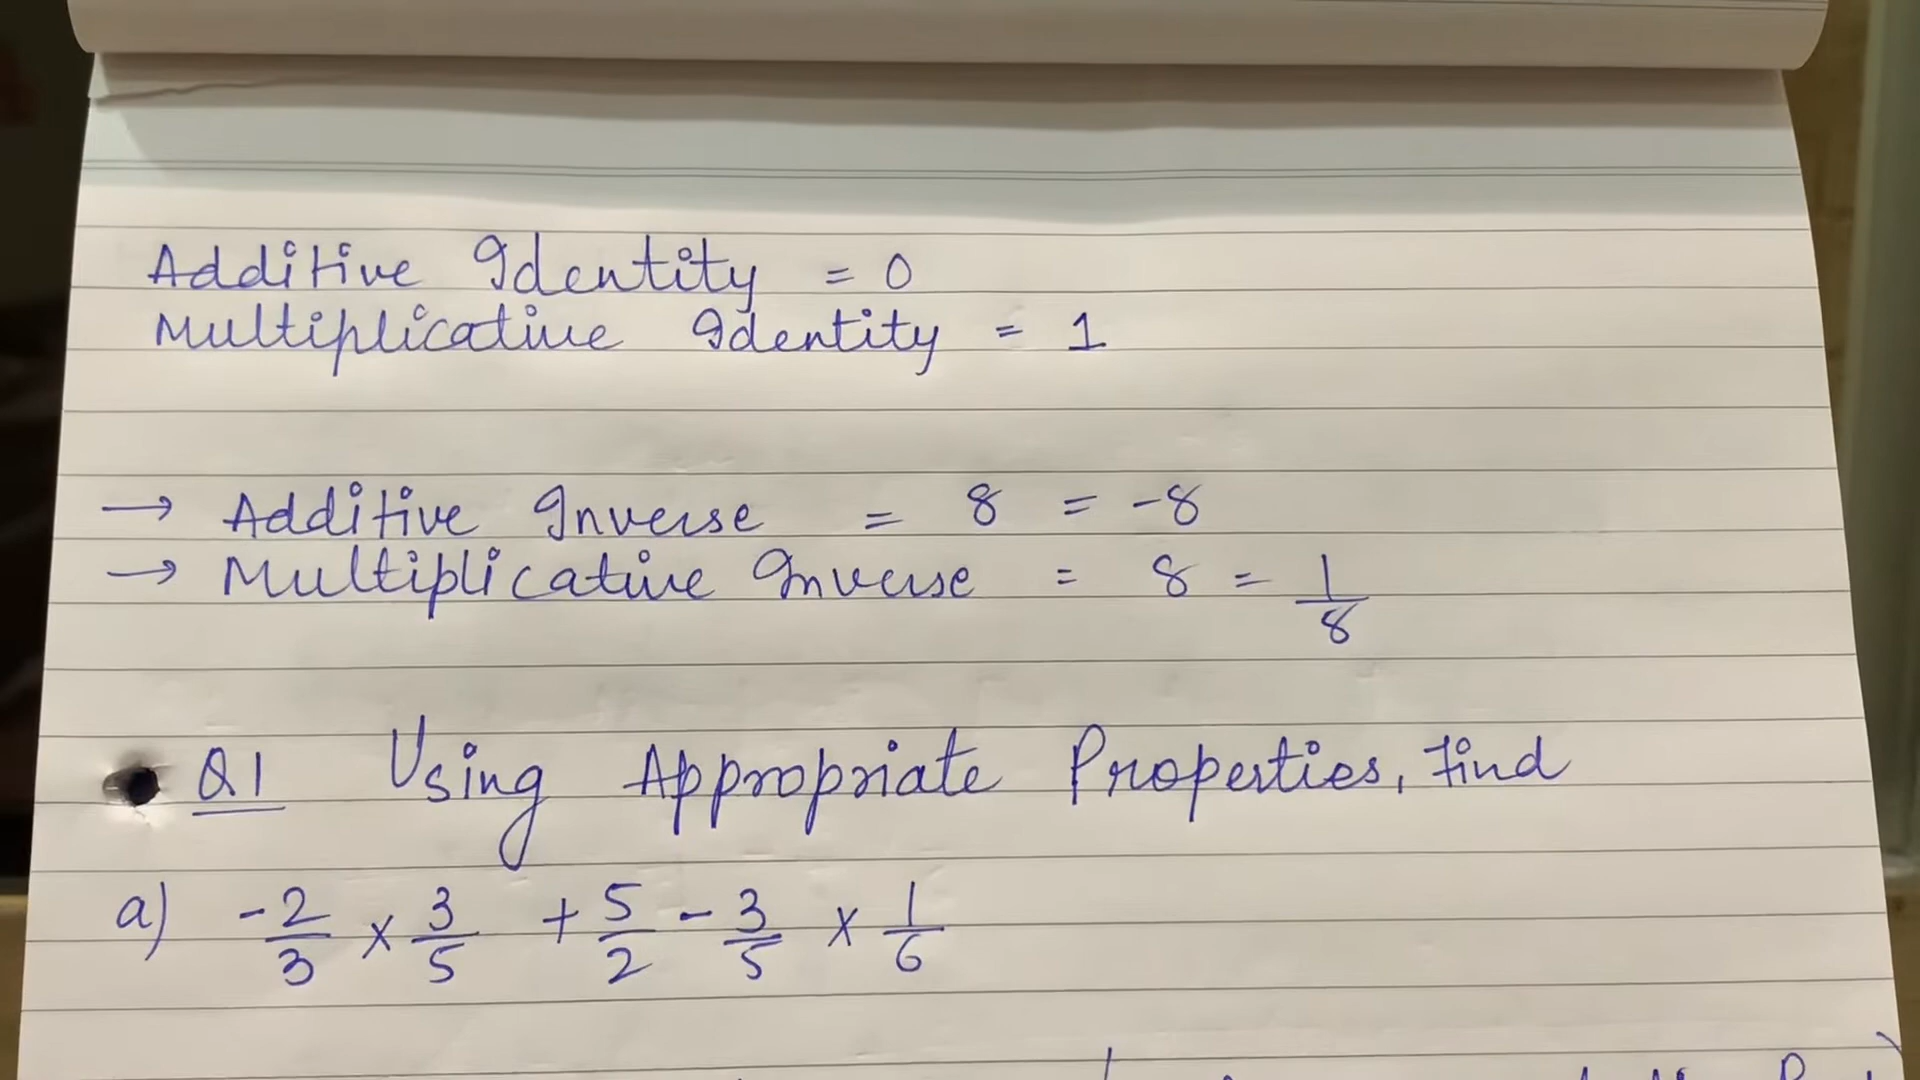 Additive Identity = 0
Multiplicative Identity = 1
→ Additive Inverse = 8 = -8
→ Multiplicative Inverse = 8 = 1/8
Q1 Using Appropriate Properties, find
a) -2/3 × 3/5 + 5/2 - 3/5 × 1/6